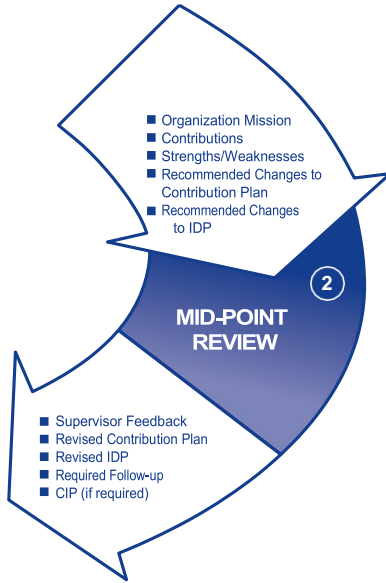 ■ Organization Mission
■ Contributions
■ Strengths/Weaknesses
■ Recommended Changes to
Contribution Plan
■ Recommended Changes
to IDP
2
MID-POINT
REVIEW
■ Supervisor Feedback
■ Revised Contribution Plan
■ Revised IDP
■ Required Follow-up
■ CIP (if required)